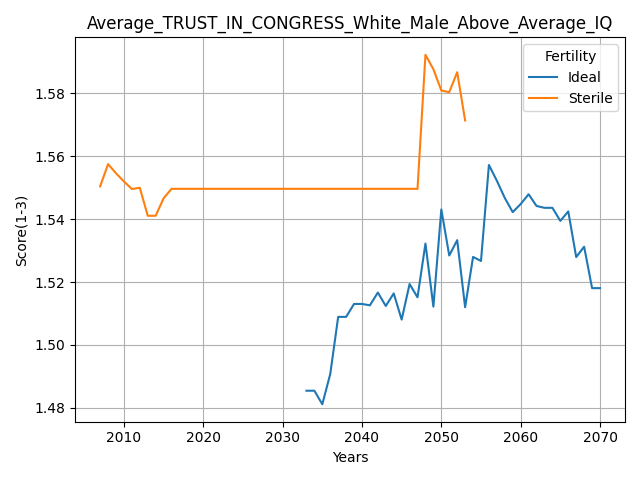 Average_TRUST_IN_CONGRESS_White_Male_Above_Average_IQ
Fertility
Ideal
Sterile
Score(1-3)
1.58
1.56
1.54
1.52
1.50
1.48
2010 2020 2030 2040 2050 2060 2070
Years